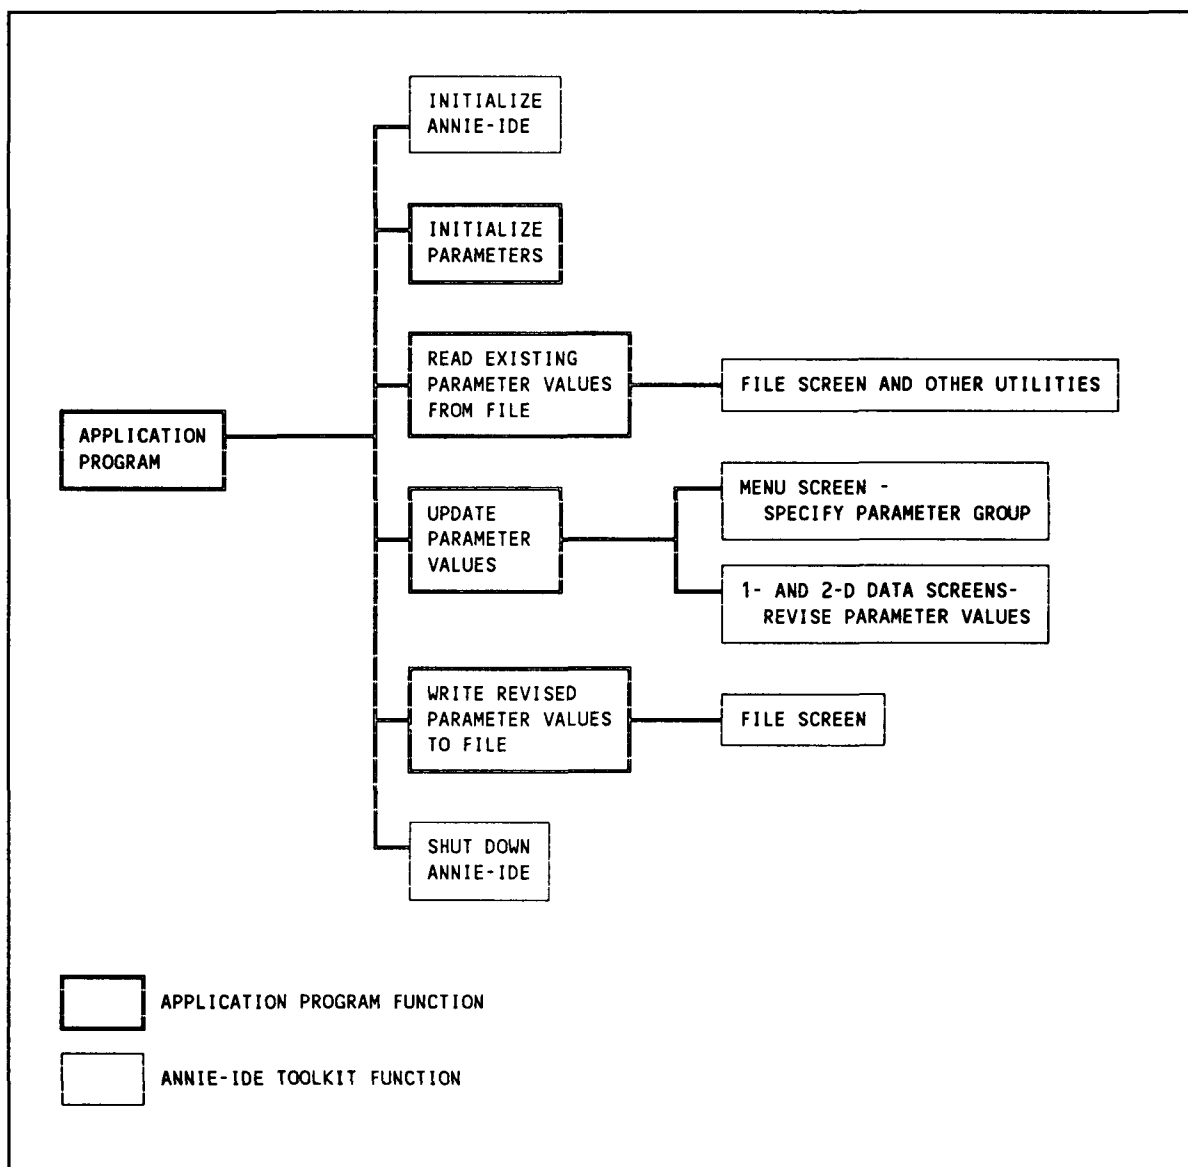 INITIALIZE
ANNIE-IDE
INITIALIZE
PARAMETERS
READ EXISTING
PARAMETER VALUES
FROM FILE
FILE SCREEN AND OTHER UTILITIES
APPLICATION
PROGRAM
UPDATE
PARAMETER
VALUES
MENU SCREEN -
SPECIFY PARAMETER GROUP
1- AND 2-D DATA SCREENS-
REVISE PARAMETER VALUES
WRITE REVISED
PARAMETER VALUES
TO FILE
FILE SCREEN
SHUT DOWN
ANNIE-IDE
APPLICATION PROGRAM FUNCTION
ANNIE-IDE TOOLKIT FUNCTION